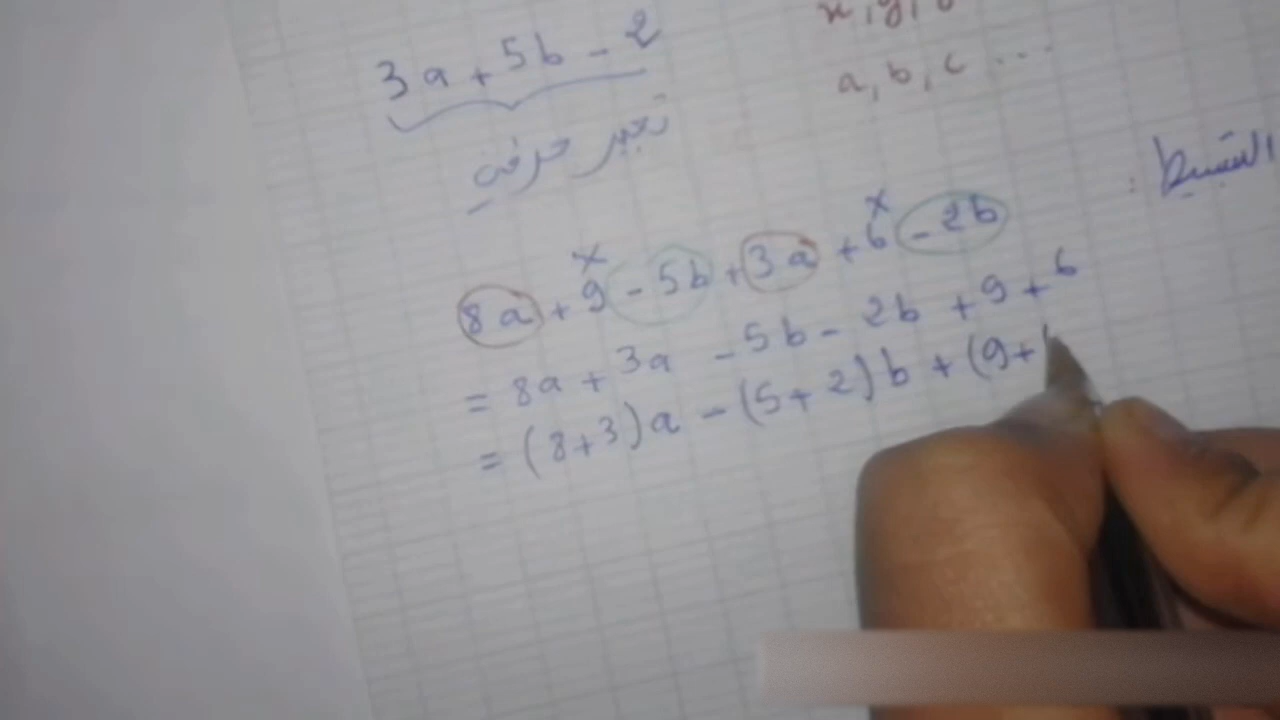 3a + 5b - 2
a, b, c ...
تعبير حرفي
التبسيط :
8a + 9 - 5b + 3a + 6 - 2b
= 8a + 3a - 5b - 2b + 9 + 6
= (8+3)a - (5+2)b + (9+